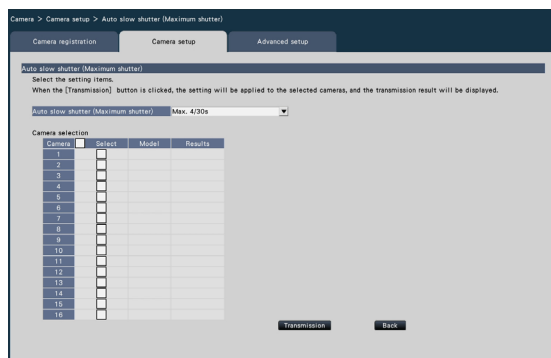 Camera > Camera setup > Auto slow shutter (Maximum shutter)
Camera registration Camera setup Advanced setup
Auto slow shutter (Maximum shutter)
Select the setting items.
When the [Transmission] button is clicked, the setting will be applied to the selected cameras, and the transmission result will be displayed.
Auto slow shutter (Maximum shutter) Max. 4/30s
Camera selection
Camera Select Model Results
1
2
3
4
5
6
7
8
9
10
11
12
13
14
15
16
Transmission Back